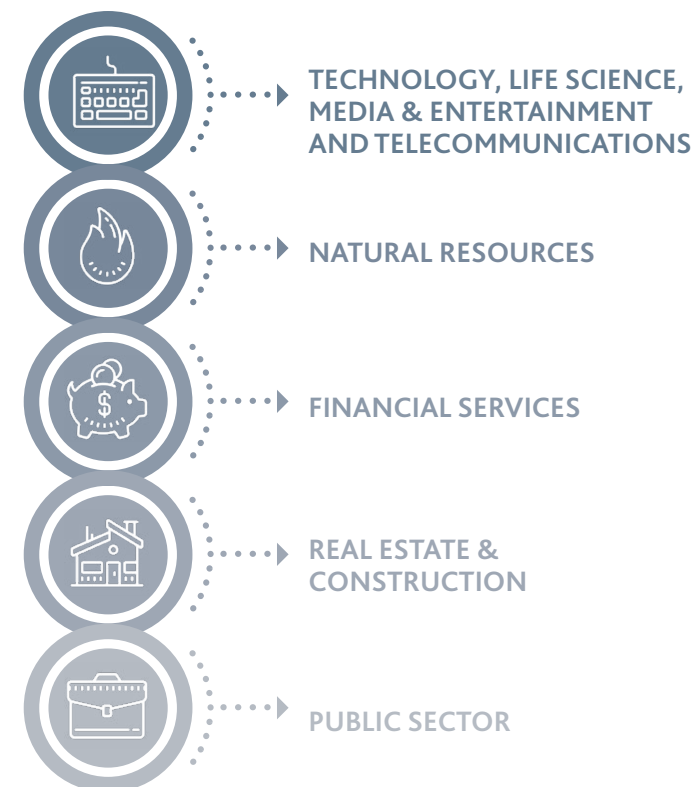 TECHNOLOGY, LIFE SCIENCE,
MEDIA & ENTERTAINMENT
AND TELECOMMUNICATIONS
NATURAL RESOURCES
$
FINANCIAL SERVICES
REAL ESTATE &
CONSTRUCTION
PUBLIC SECTOR